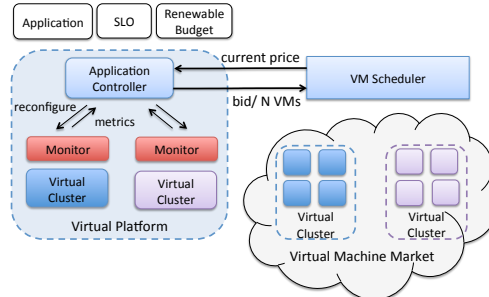 Application
SLO
Renewable
Budget
Application
Controller
current price
bid/ N VMs
VM Scheduler
reconfigure
metrics
Monitor
Monitor
Virtual
Cluster
Virtual
Cluster
Virtual Platform
Virtual
Cluster
Virtual
Cluster
Virtual Machine Market